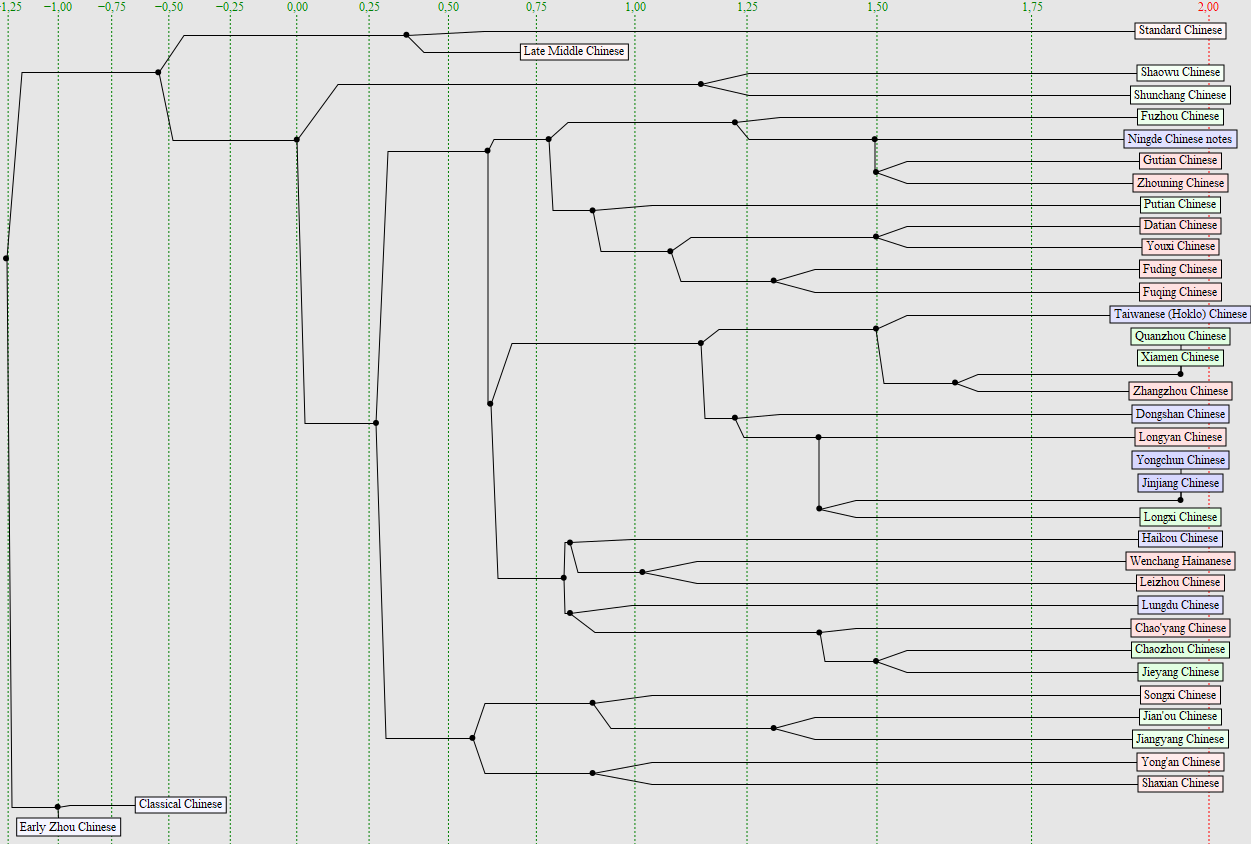 -1,25 −1,00 −0,75 −0,50 −0,25 0,00 0,25 0,50 0,75 1,00 1,25 1,50 1,75 2,00
Standard Chinese
Late Middle Chinese
Shaowu Chinese
Shunchang Chinese
Fuzhou Chinese
Ningde Chinese notes
Gutian Chinese
Zhouning Chinese
Putian Chinese
Datian Chinese
Youxi Chinese
Fuding Chinese
Fuqing Chinese
Taiwanese (Hoklo) Chinese
Quanzhou Chinese
Xiamen Chinese
Zhangzhou Chinese
Dongshan Chinese
Longyan Chinese
Yongchun Chinese
Jinjiang Chinese
Longxi Chinese
Haikou Chinese
Wenchang Hainanese
Leizhou Chinese
Lungdu Chinese
Chao'yang Chinese
Chaozhou Chinese
Jieyang Chinese
Songxi Chinese
Jian'ou Chinese
Jiangyang Chinese
Yong'an Chinese
Shaxian Chinese
Classical Chinese
Early Zhou Chinese